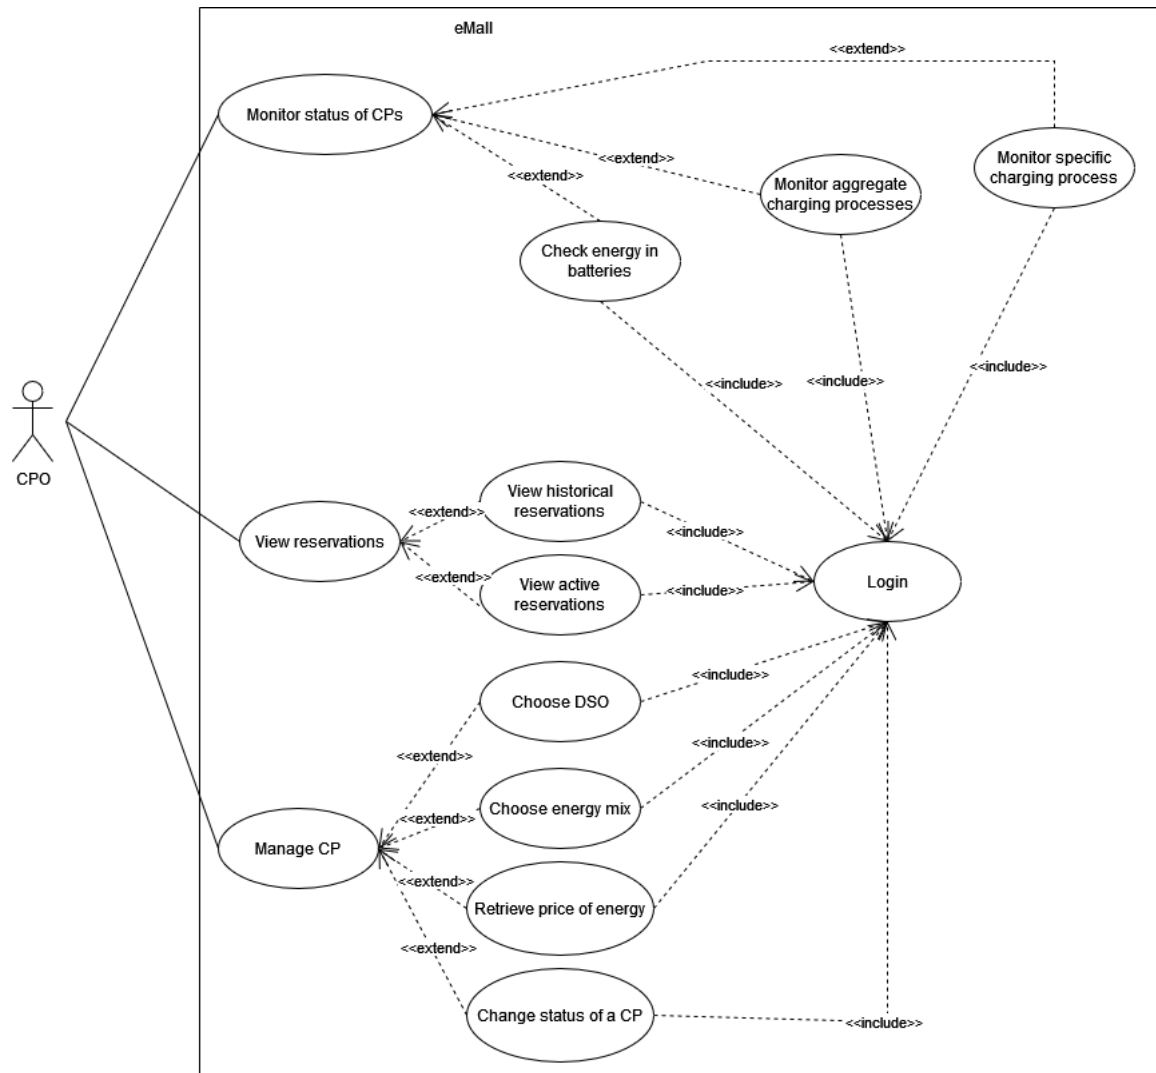 eMall
<<extend>>
Monitor status of CPs
<<extend>>
Monitor specific
charging process
<<extend>>
Monitor aggregate
charging processes
Check energy in
batteries
<<include>>
<<include>>
<<include>>
CPO
View historical
reservations
<<extend>>
<<include>>
View reservations
<<extend>>
View active
reservations
<<include>>
Login
Choose DSO
<<include>>
<<extend>>
<<include>>
Choose energy mix
<<extend>>
<<include>>
Manage CP
<<extend>>
Retrieve price of energy
<<extend>>
Change status of a CP
<<include>>